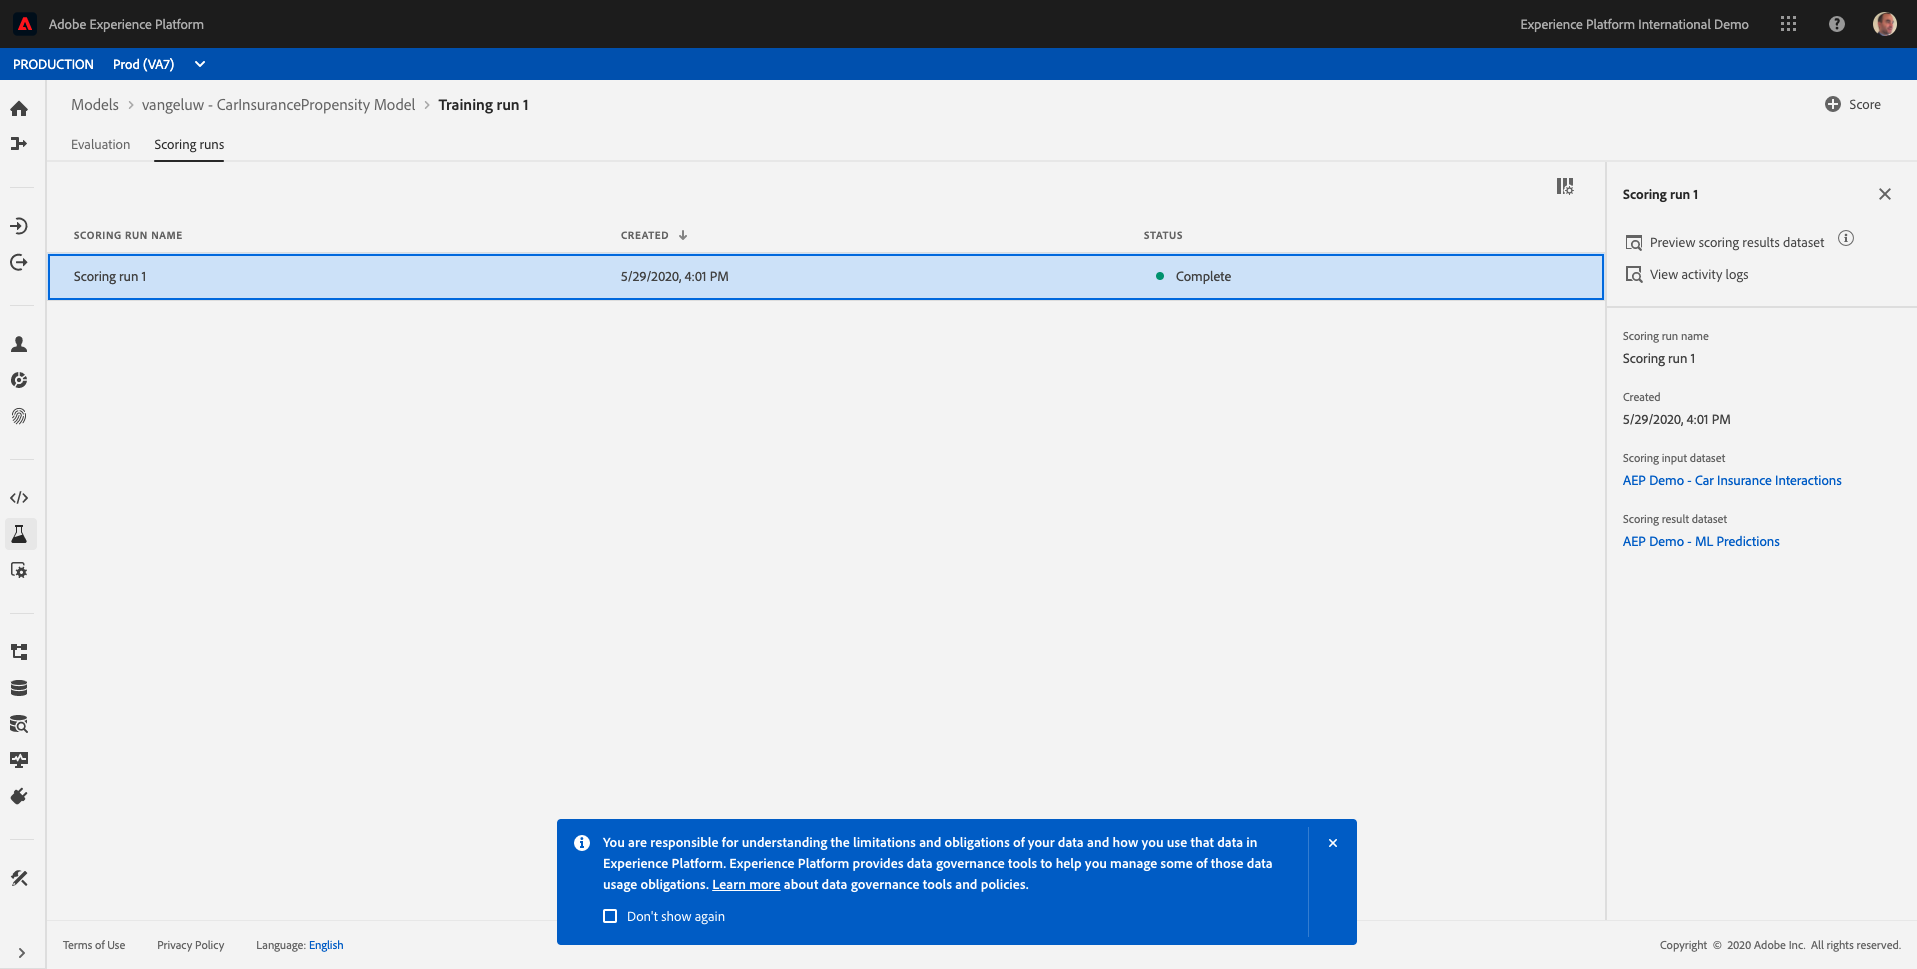 Adobe Experience Platform
Experience Platform International Demo
PRODUCTION Prod (VA7)
Models > vangeluw - CarInsurancePropensity Model > Training run 1
Score
Evaluation Scoring runs
SCORING RUN NAME CREATED ↓ STATUS
Scoring run 1 5/29/2020, 4:01 PM Complete
Scoring run 1
Preview scoring results dataset
View activity logs
Scoring run name
Scoring run 1
Created
5/29/2020, 4:01 PM
Scoring input dataset
AEP Demo - Car Insurance Interactions
Scoring result dataset
AEP Demo - ML Predictions
You are responsible for understanding the limitations and obligations of your data and how you use that data in
Experience Platform. Experience Platform provides data governance tools to help you manage some of those data
usage obligations. Learn more about data governance tools and policies.
Don't show again
Terms of Use Privacy Policy Language: English
Copyright © 2020 Adobe Inc. All rights reserved.